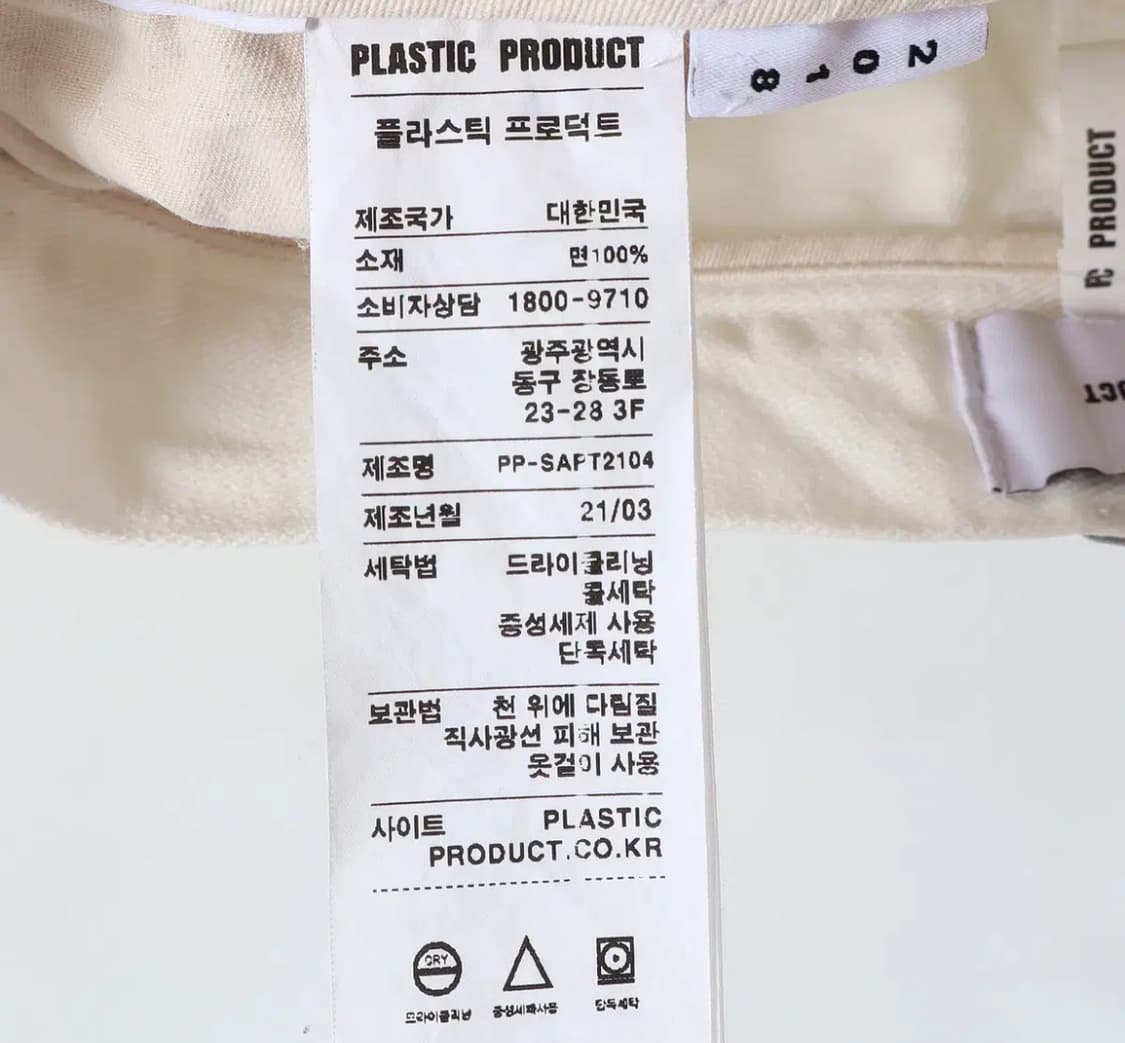 PLASTIC PRODUCT
플라스틱 프로덕트
제조국가 대한민국
소재 면100%
소비자상담 1800-9710
주소 광주광역시
동구 장동로
23-28 3F
제조명 PP-SAPT2104
제조년월 21/03
세탁법 드라이클리닝
울세탁
중성세제 사용
단독세탁
보관법 천 위에 다림질
직사광선 피해 보관
옷걸이 사용
사이트 PLASTIC
PRODUCT.CO.KR
DRY
드라이클리닝 단독세탁
2018
PRODUCT